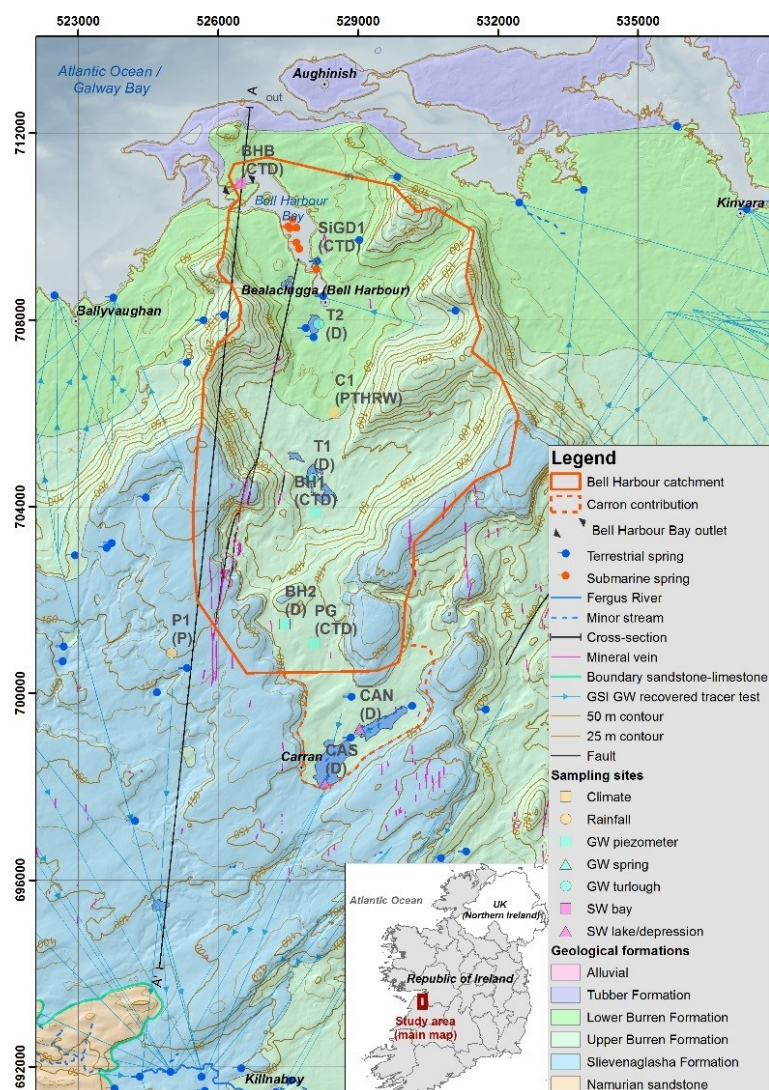 523000
526000
529000
532000
535000
712000
708000
704000
700000
696000
692000
Atlantic Ocean /
Galway Bay
A
out
Aughinish
BHB
(CTD)
in
Bell Harbour
Bay
SiGD1
(CTD)
Kinvara
Bealaclugga (Bell Harbour)
Ballyvaughan
T2
(D)
C1
(PTHRW)
T1
(D)
BH1
(CTD)
BH2
(D)
PG
(CTD)
P1
(P)
CAN
(D)
Carran
CAS
(D)
A'
Killnaboy
Legend
Bell Harbour catchment
Carron contribution
Bell Harbour Bay outlet
Terrestrial spring
Submarine spring
Fergus River
Minor stream
Cross-section
Mineral vein
Boundary sandstone-limestone
GSI GW recovered tracer test
50 m contour
25 m contour
Fault
Sampling sites
Climate
Rainfall
GW piezometer
GW spring
GW turlough
SW bay
SW lake/depression
Geological formations
Alluvial
Tubber Formation
Lower Burren Formation
Upper Burren Formation
Slievenaglasha Formation
Namurian sandstone
Atlantic Ocean
UK
(Northern Ireland)
Republic of Ireland
Study area
(main map)